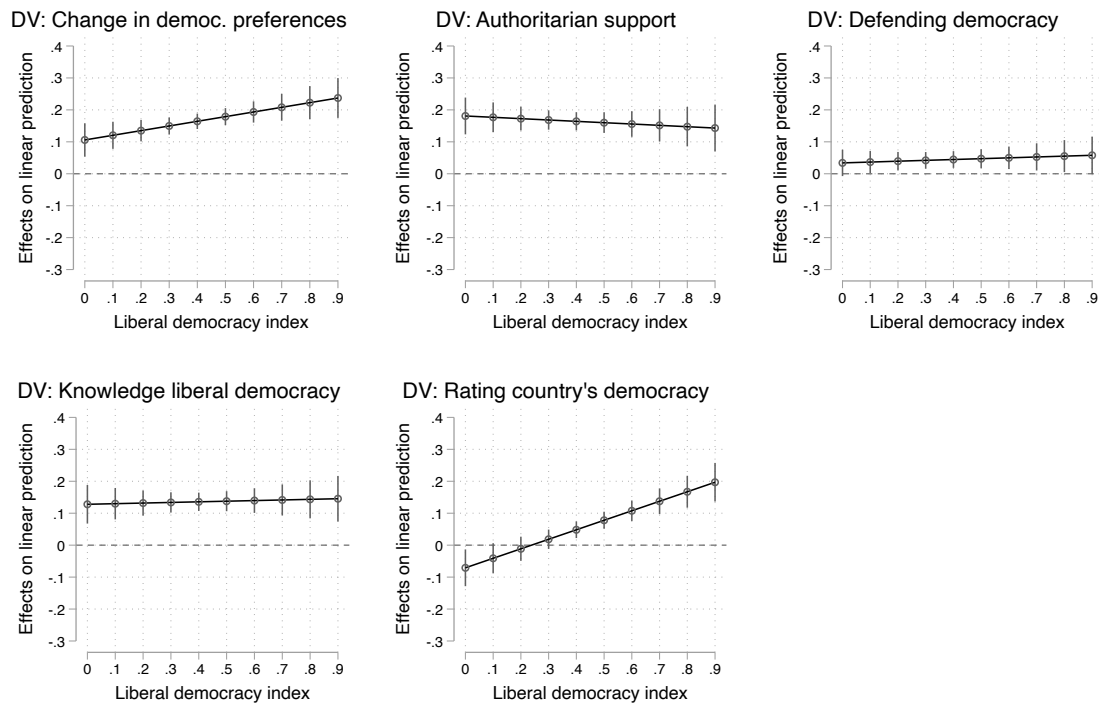 DV: Change in democ. preferences
Effects on linear prediction
.4
.3
.2
.1
0
-.1
-.2
-.3
0 .1 .2 .3 .4 .5 .6 .7 .8 .9
Liberal democracy index
DV: Authoritarian support
Effects on linear prediction
.4
.3
.2
.1
0
-.1
-.2
-.3
0 .1 .2 .3 .4 .5 .6 .7 .8 .9
Liberal democracy index
DV: Defending democracy
Effects on linear prediction
.4
.3
.2
.1
0
-.1
-.2
-.3
0 .1 .2 .3 .4 .5 .6 .7 .8 .9
Liberal democracy index
DV: Knowledge liberal democracy
Effects on linear prediction
.4
.3
.2
.1
0
-.1
-.2
-.3
0 .1 .2 .3 .4 .5 .6 .7 .8 .9
Liberal democracy index
DV: Rating country's democracy
Effects on linear prediction
.4
.3
.2
.1
0
-.1
-.2
-.3
0 .1 .2 .3 .4 .5 .6 .7 .8 .9
Liberal democracy index